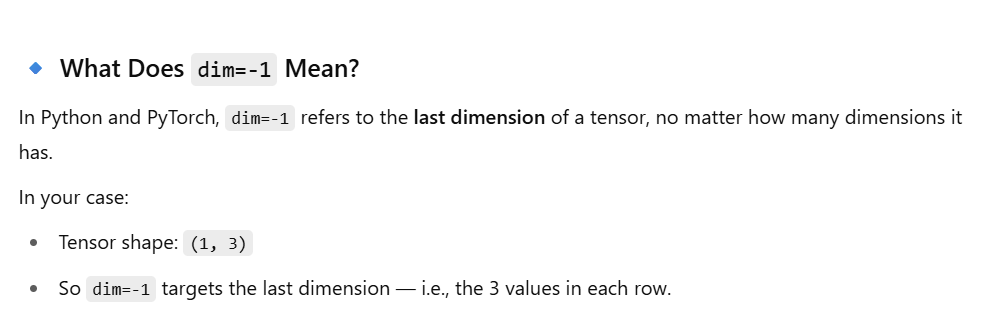 What Does dim=-1 Mean?
In Python and PyTorch, dim=-1 refers to the last dimension of a tensor, no matter how many dimensions it
has.
In your case:
• Tensor shape: (1, 3)
• So dim=-1 targets the last dimension — i.e., the 3 values in each row.